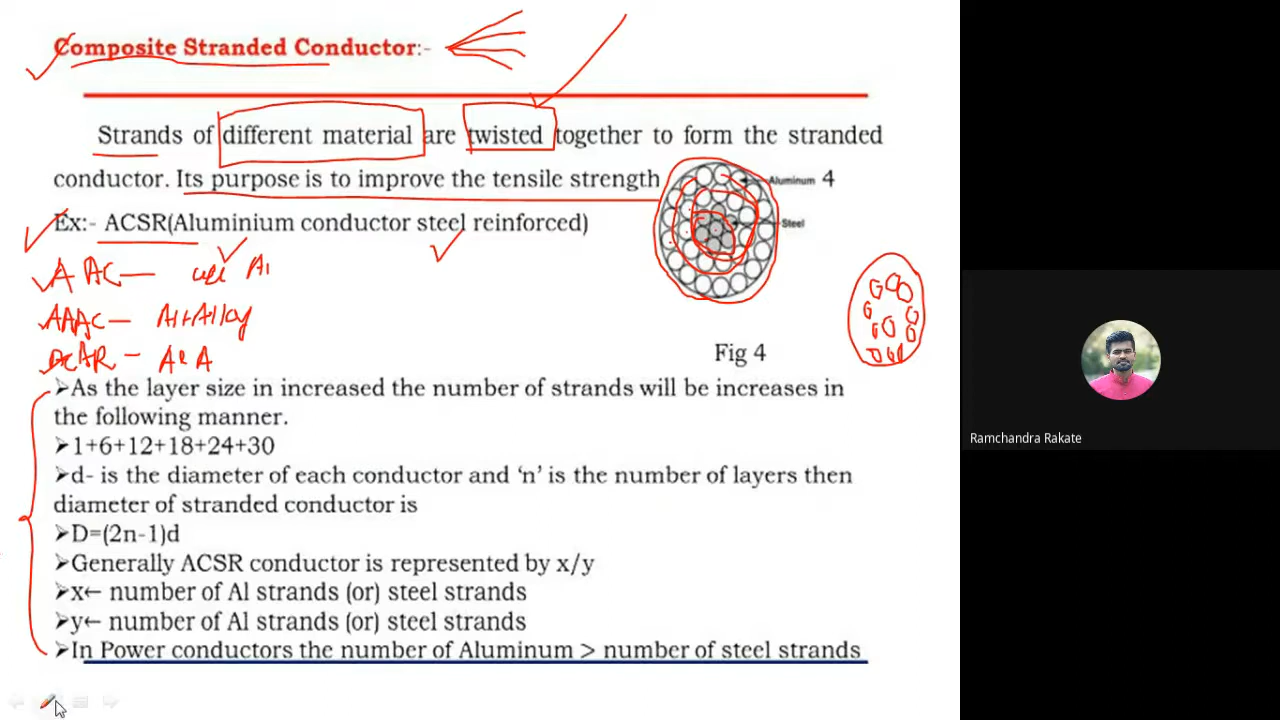 Composite Stranded Conductor:-
Strands of different material are twisted together to form the stranded
conductor. Its purpose is to improve the tensile strength
Aluminum 4
Steel
Ex:- ACSR(Aluminium conductor steel reinforced)
AAC —
AAAC —
ACAR —
Fig 4
➢As the layer size in increased the number of strands will be increases in
the following manner.
➢1+6+12+18+24+30
➢d- is the diameter of each conductor and ‘n’ is the number of layers then
diameter of stranded conductor is
➢D=(2n-1)d
➢Generally ACSR conductor is represented by x/y
➢x← number of Al strands (or) steel strands
➢y← number of Al strands (or) steel strands
➢In Power conductors the number of Aluminum > number of steel strands
Ramchandra Rakate